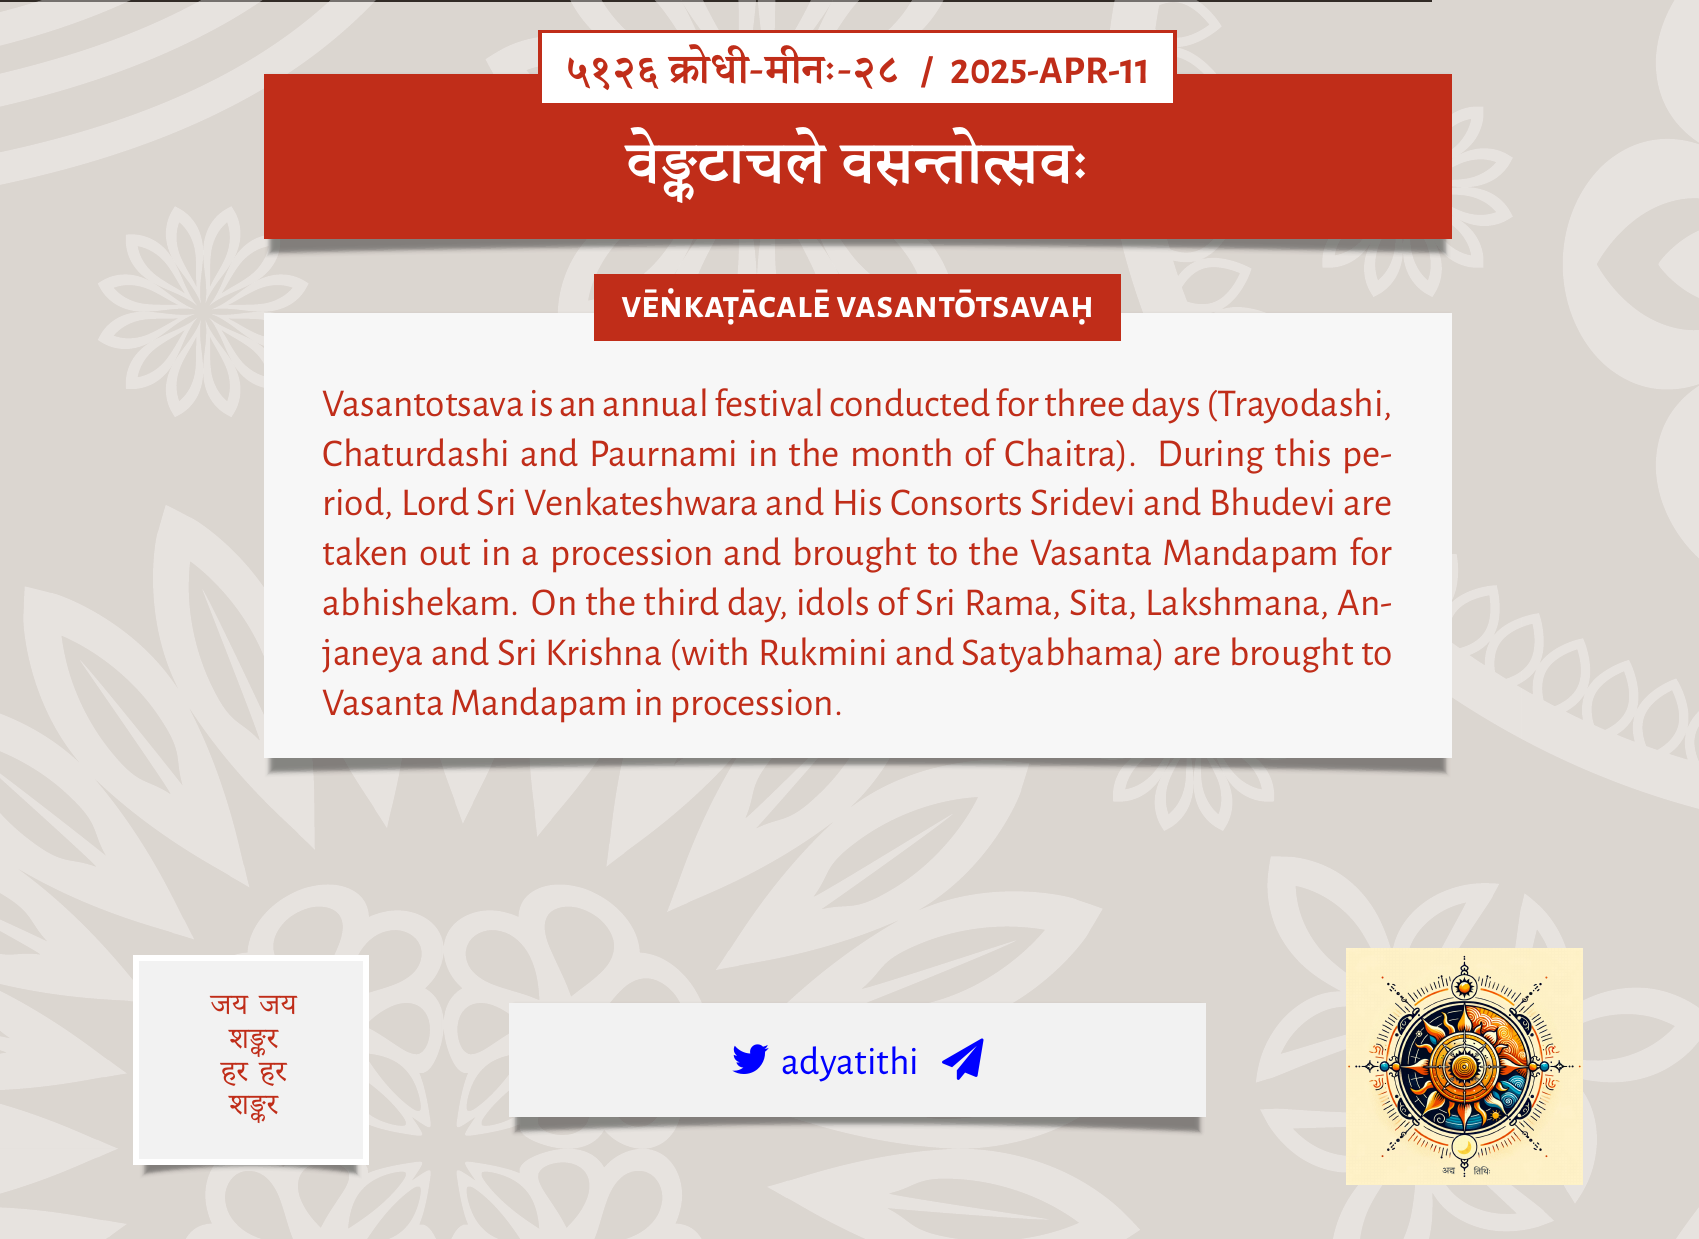 ५१२६ क्रोधी-मीनः-२८ / 2025-APR-11
वेङ्कटाचले वसन्तोत्सवः
VĒṄKAṬĀCALĒ VASANTŌTSAVAḤ
Vasantotsava is an annual festival conducted for three days (Trayodashi,
Chaturdashi and Paurnami in the month of Chaitra). During this pe-
riod, Lord Sri Venkateshwara and His Consorts Sridevi and Bhudevi are
taken out in a procession and brought to the Vasanta Mandapam for
abhishekam. On the third day, idols of Sri Rama, Sita, Lakshmana, An-
janeya and Sri Krishna (with Rukmini and Satyabhama) are brought to
Vasanta Mandapam in procession.
जय जय
शङ्कर
हर हर
शङ्कर
adyatithi
अद्य तिथिः